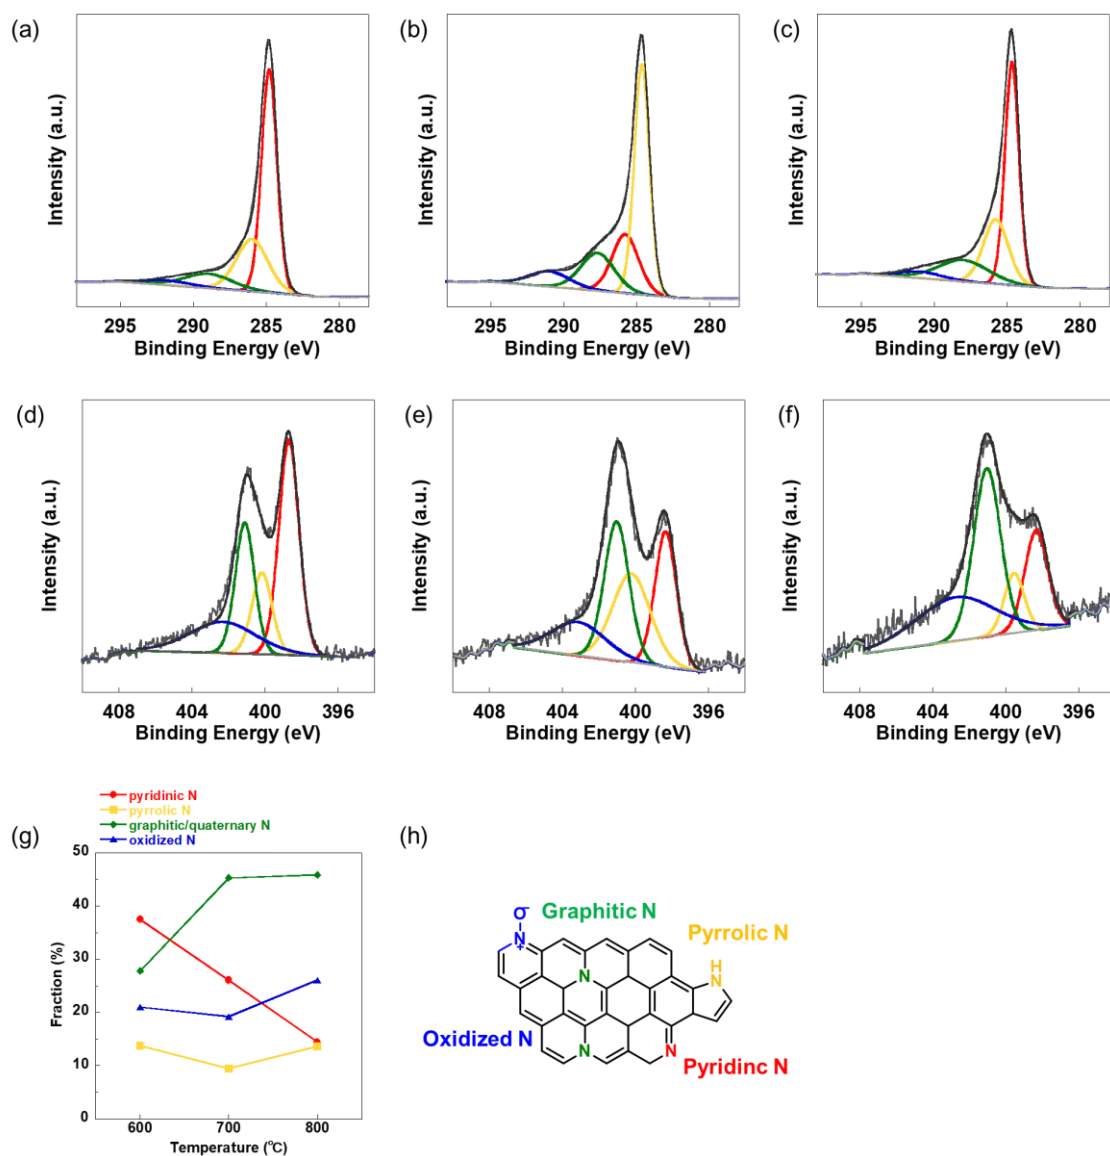 (a)
Intensity (a.u.)
295 290 285 280
Binding Energy (eV)
(b)
Intensity (a.u.)
295 290 285 280
Binding Energy (eV)
(c)
Intensity (a.u.)
295 290 285 280
Binding Energy (eV)
(d)
Intensity (a.u.)
408 404 400 396
Binding Energy (eV)
(e)
Intensity (a.u.)
408 404 400 396
Binding Energy (eV)
(f)
Intensity (a.u.)
408 404 400 396
Binding Energy (eV)
pyridinic N
pyrrolic N
graphitic/quaternary N
oxidized N
(g)
Fraction (%)
50
40
30
20
10
0
600 700 800
Temperature (°C)
(h)
O-
N
+
Graphitic N
Pyrrolic N
H
N
N
Oxidized N
N
N
Pyridinc N